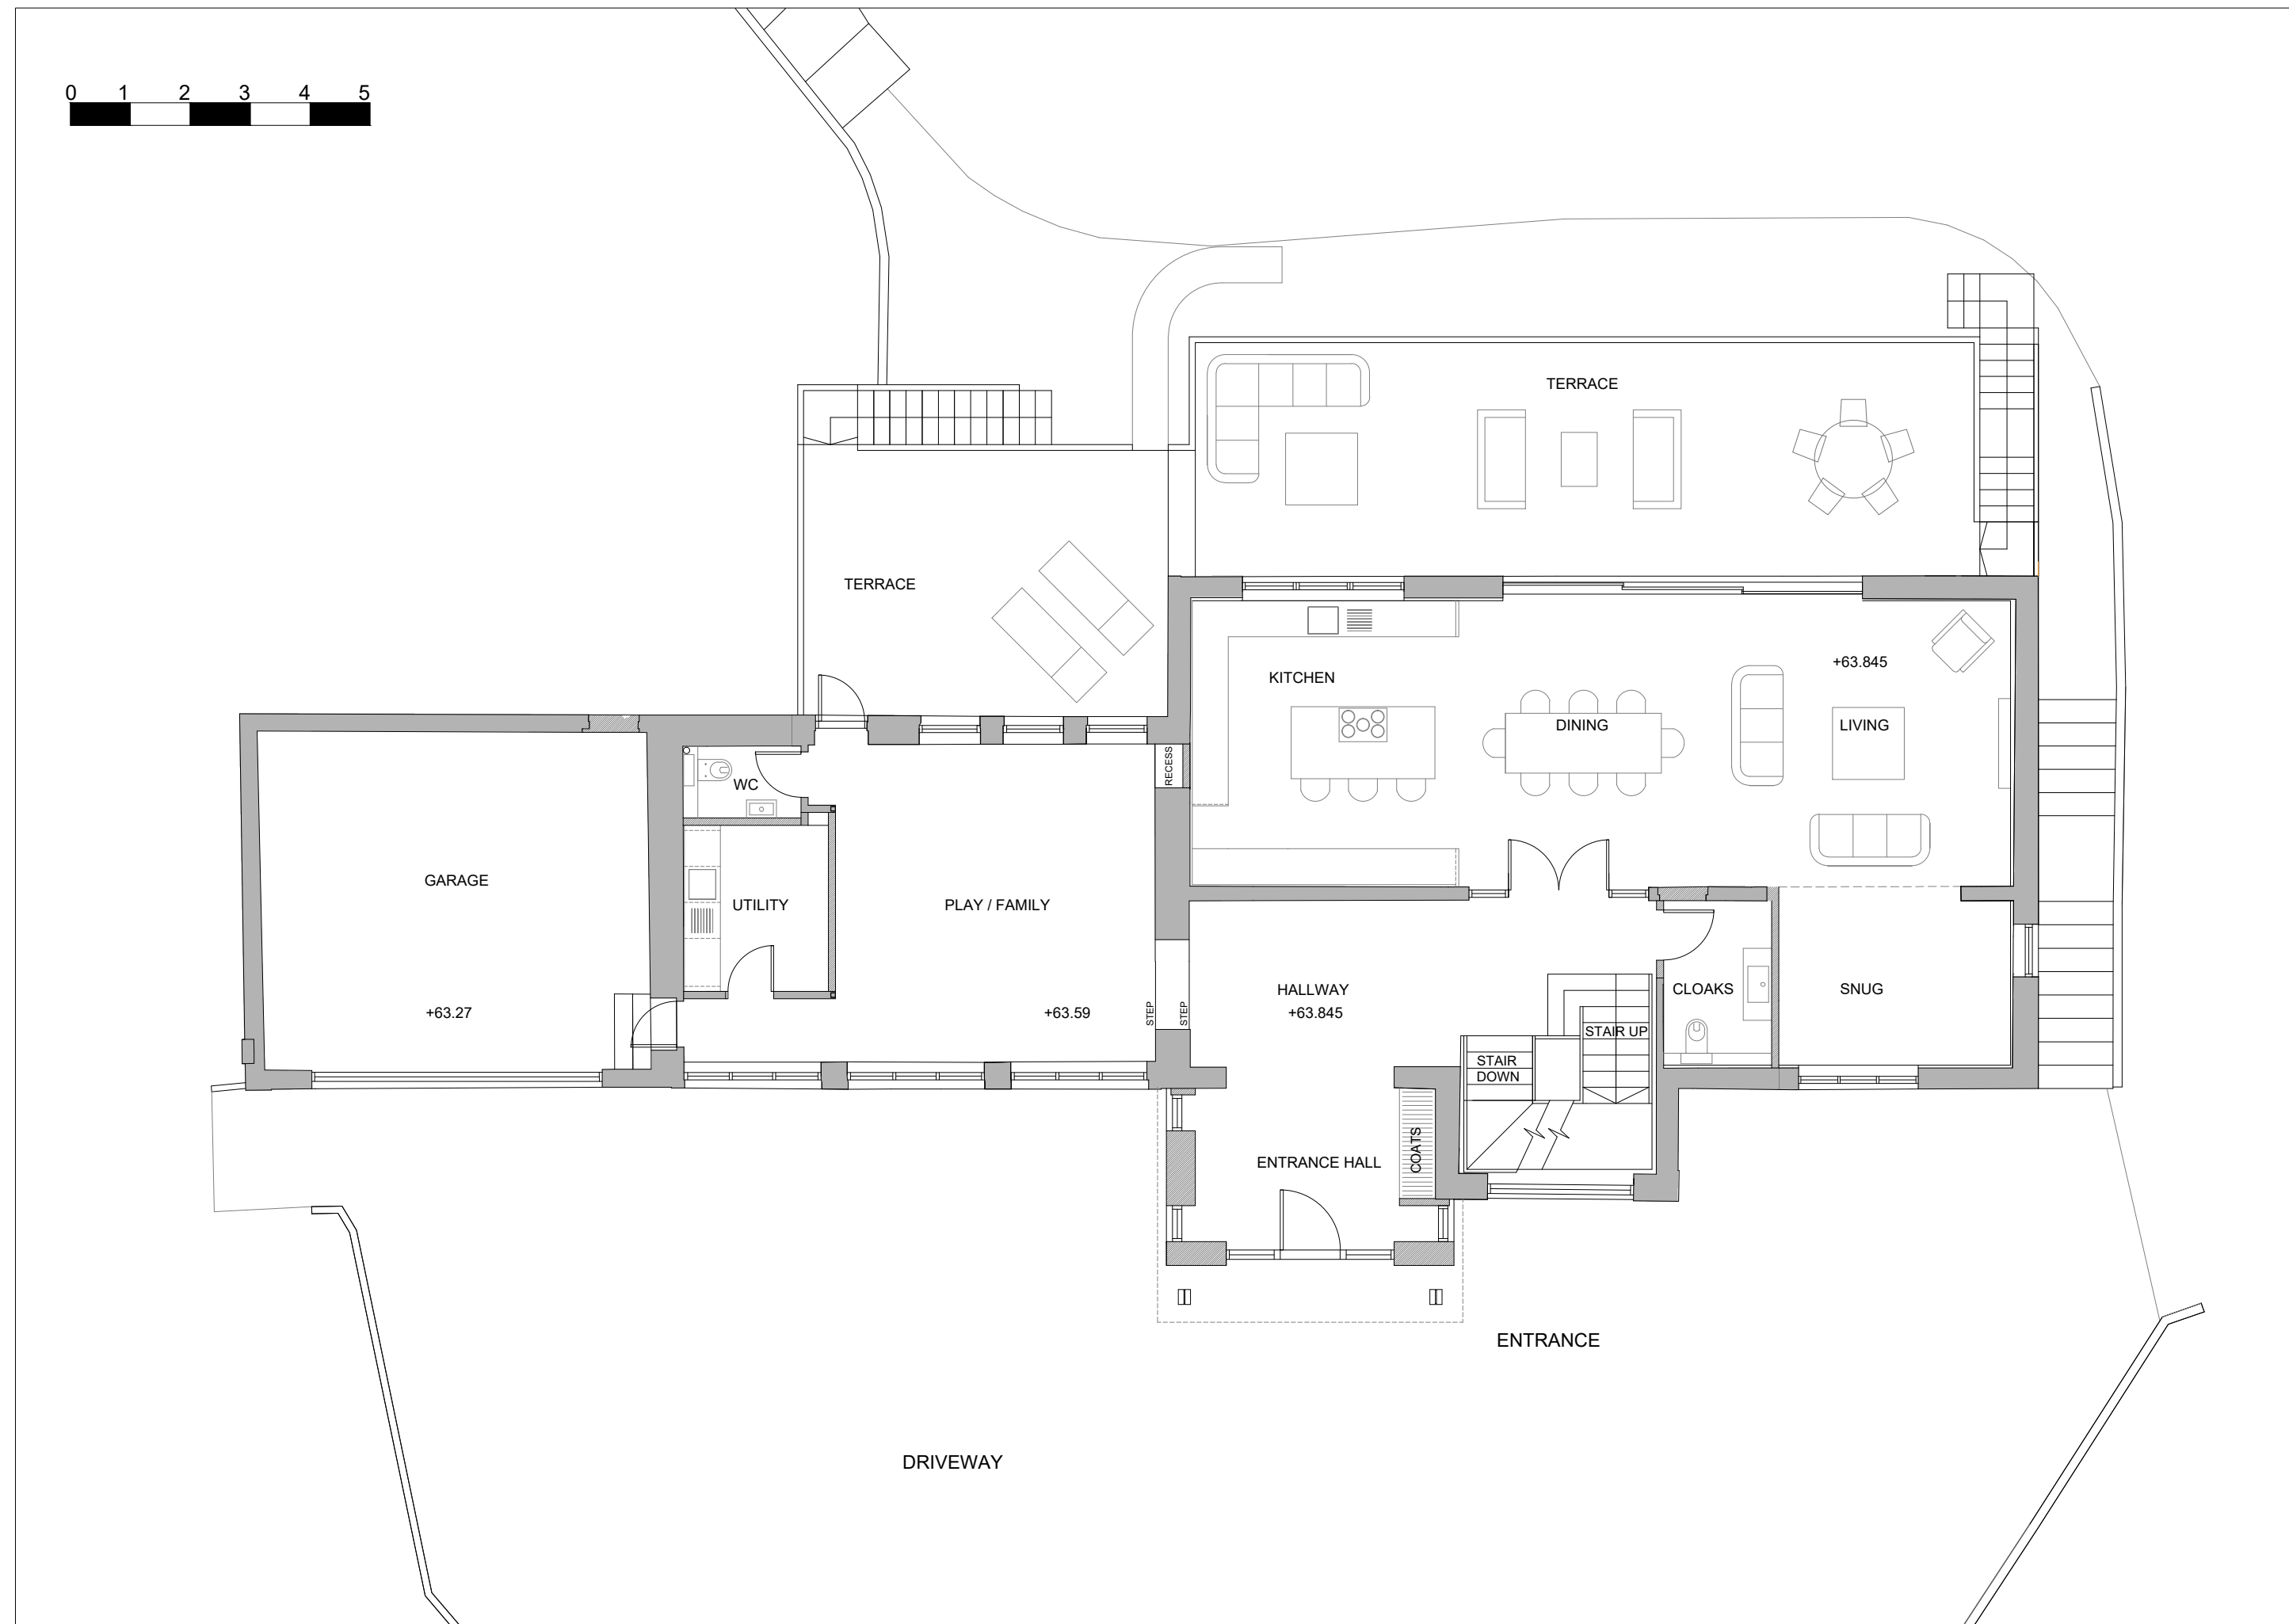 0 1 2 3 4 5
TERRACE
TERRACE
KITCHEN
+63.845
DINING
LIVING
RECESS
WC
GARAGE
UTILITY
PLAY / FAMILY
HALLWAY
+63.845
CLOAKS
SNUG
+63.27
+63.59
STEP
STEP
STAIR UP
STAIR
DOWN
COATS
ENTRANCE HALL
ENTRANCE
DRIVEWAY